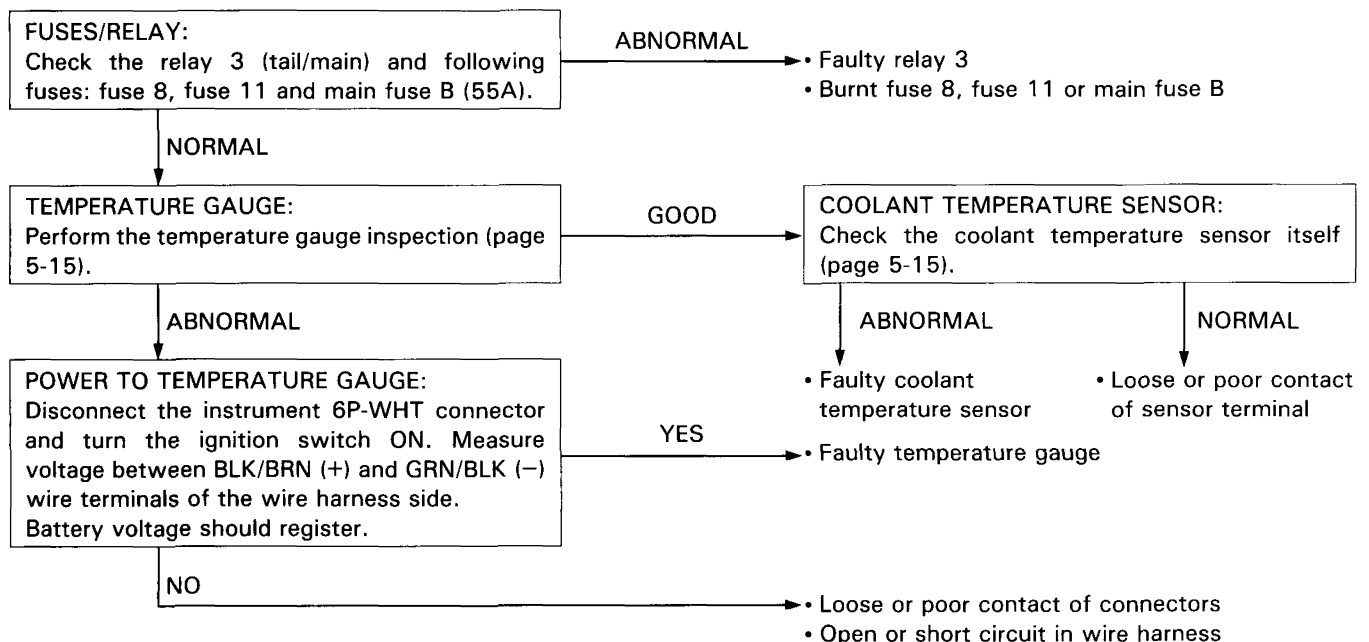 FUSES/RELAY:
Check the relay 3 (tail/main) and following
fuses: fuse 8, fuse 11 and main fuse B (55A).
ABNORMAL
• Faulty relay 3
• Burnt fuse 8, fuse 11 or main fuse B
NORMAL
TEMPERATURE GAUGE:
Perform the temperature gauge inspection (page
5-15).
GOOD
COOLANT TEMPERATURE SENSOR:
Check the coolant temperature sensor itself
(page 5-15).
ABNORMAL
ABNORMAL
NORMAL
POWER TO TEMPERATURE GAUGE:
Disconnect the instrument 6P-WHT connector
and turn the ignition switch ON. Measure
voltage between BLK/BRN (+) and GRN/BLK (−)
wire terminals of the wire harness side.
Battery voltage should register.
• Faulty coolant
temperature sensor
• Loose or poor contact
of sensor terminal
YES
• Faulty temperature gauge
NO
• Loose or poor contact of connectors
• Open or short circuit in wire harness